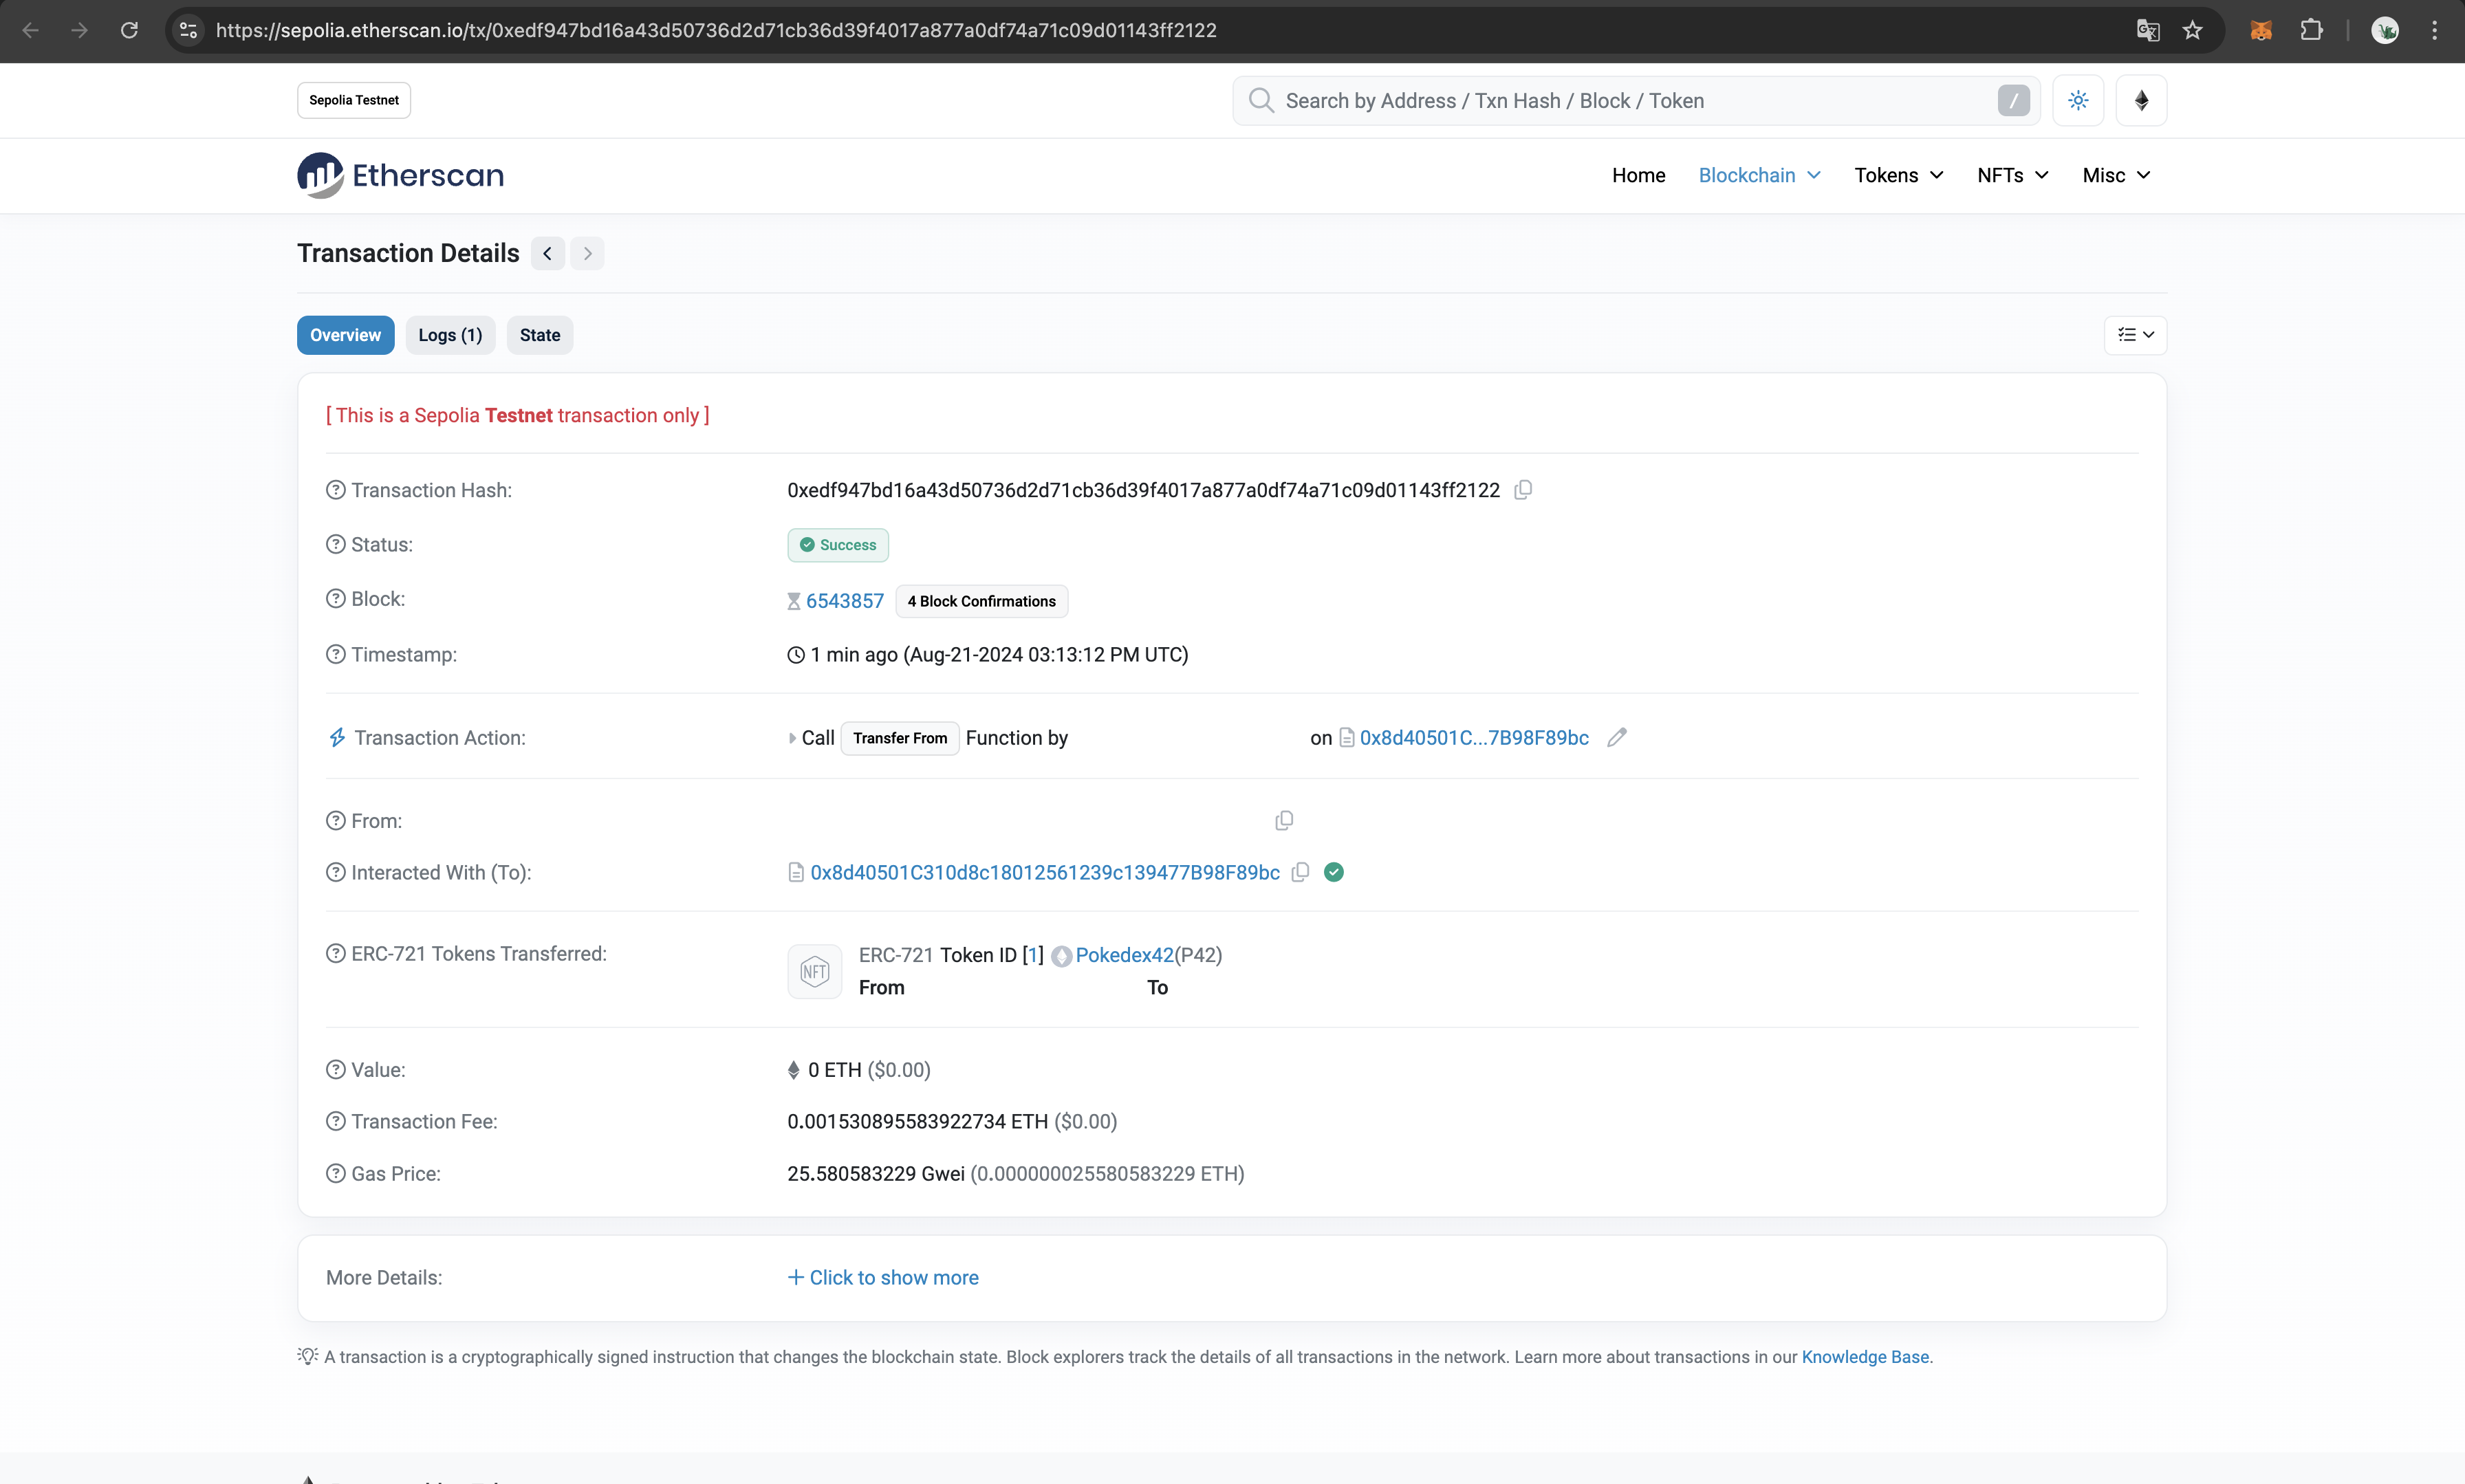 https://sepolia.etherscan.io/tx/0xedf947bd16a43d50736d2d71cb36d39f4017a877a0df74a71c09d01143ff2122
Sepolia Testnet
Search by Address / Txn Hash / Block / Token
/
Etherscan
Home Blockchain Tokens NFTs Misc
Transaction Details
Overview Logs (1) State
[ This is a Sepolia Testnet transaction only ]
Transaction Hash: 0xedf947bd16a43d50736d2d71cb36d39f4017a877a0df74a71c09d01143ff2122
Status: Success
Block: 6543857 4 Block Confirmations
Timestamp: 1 min ago (Aug-21-2024 03:13:12 PM UTC)
Transaction Action: Call Transfer From Function by on 0x8d40501C...7B98F89bc
From:
Interacted With (To): 0x8d40501C310d8c18012561239c139477B98F89bc
ERC-721 Tokens Transferred: NFT ERC-721 Token ID [1] Pokedex42(P42)
From To
Value: 0 ETH ($0.00)
Transaction Fee: 0.001530895583922734 ETH ($0.00)
Gas Price: 25.580583229 Gwei (0.000000025580583229 ETH)
More Details: + Click to show more
A transaction is a cryptographically signed instruction that changes the blockchain state. Block explorers track the details of all transactions in the network. Learn more about transactions in our Knowledge Base.